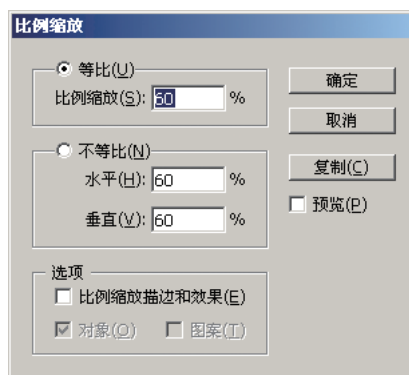 比例缩放
等比(U)
比例缩放(S): 60 %
确定
取消
不等比(N)
水平(H): 60 %
复制(C)
垂直(V): 60 %
预览(P)
选项
比例缩放描边和效果(E)
对象(O) 图案(T)